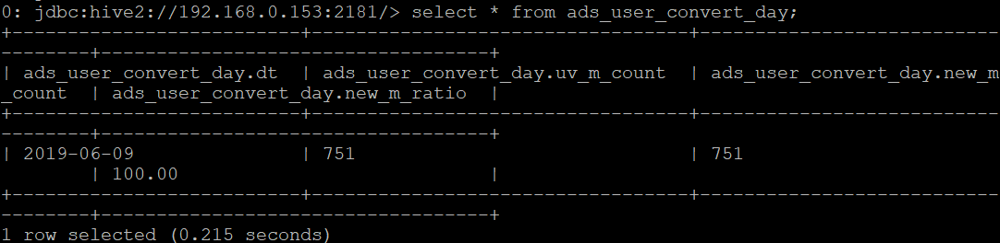 0: jdbc:hive2://192.168.0.153:2181/> select * from ads_user_convert_day;
+--------------------------+----------------------------------+---------------------------
--------+-----------------------------------+
| ads_user_convert_day.dt  | ads_user_convert_day.uv_m_count  | ads_user_convert_day.new_m
_count  | ads_user_convert_day.new_m_ratio  |
+--------------------------+----------------------------------+---------------------------
--------+-----------------------------------+
| 2019-06-09               | 751                              | 751
        | 100.00                            |
+--------------------------+----------------------------------+---------------------------
--------+-----------------------------------+
1 row selected (0.215 seconds)